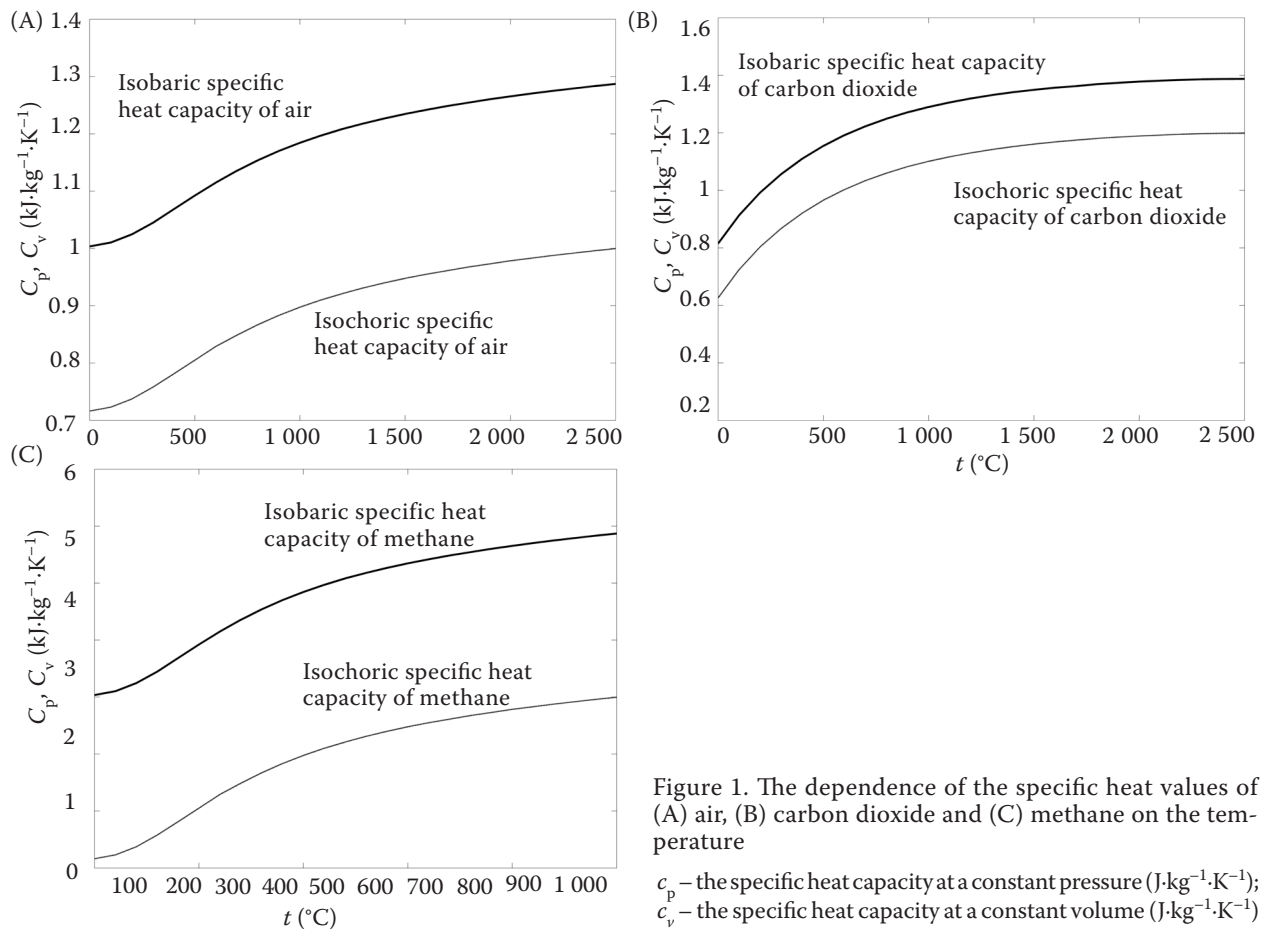 (A)
1.4
1.3
1.2
1.1
1
0.9
0.8
0.7
C_p, C_v (kJ·kg⁻¹·K⁻¹)
Isobaric specific
heat capacity of air
Isochoric specific
heat capacity of air
0 500 1 000 1 500 2 000 2 500
(B)
1.6
1.4
1.2
1
0.8
0.6
0.4
0.2
C_p, C_v (kJ·kg⁻¹·K⁻¹)
Isobaric specific heat capacity
of carbon dioxide
Isochoric specific heat
capacity of carbon dioxide
0 500 1 000 1 500 2 000 2 500
t (°C)
(C)
6
5
4
3
2
1
0
C_p, C_v (kJ·kg⁻¹·K⁻¹)
Isobaric specific heat
capacity of methane
Isochoric specific heat
capacity of methane
100 200 300 400 500 600 700 800 900 1 000
t (°C)
Figure 1. The dependence of the specific heat values of
(A) air, (B) carbon dioxide and (C) methane on the tem-
perature
c_p – the specific heat capacity at a constant pressure (J·kg⁻¹·K⁻¹);
c_v – the specific heat capacity at a constant volume (J·kg⁻¹·K⁻¹)